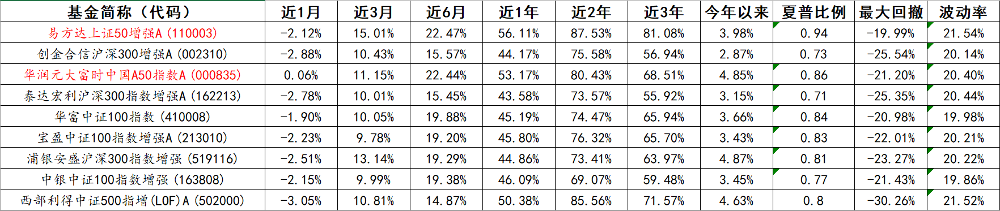 基金简称（代码） 近1月 近3月 近6月 近1年 近2年 近3年 今年以来 夏普比例 最大回撤 波动率
易方达上证50增强A(110003) -2.12% 15.01% 22.47% 56.11% 87.53% 81.08% 3.98% 0.94 -19.99% 21.54%
创金合信沪深300增强A(002310) -2.88% 10.43% 15.57% 44.17% 75.58% 56.94% 2.87% 0.73 -25.54% 20.14%
华润元大富时中国A50指数A(000835) 0.06% 11.15% 22.44% 53.17% 80.43% 68.51% 4.85% 0.86 -21.20% 20.40%
泰达宏利沪深300指数增强A(162213) -2.78% 10.01% 15.45% 43.58% 73.57% 55.92% 3.15% 0.71 -25.35% 20.44%
华富中证100指数(410008) -1.90% 10.05% 19.88% 45.19% 74.47% 65.94% 3.66% 0.84 -20.98% 19.98%
宝盈中证100指数增强A(213010) -2.23% 9.78% 19.20% 45.80% 76.32% 65.70% 3.43% 0.83 -22.01% 20.21%
浦银安盛沪深300指数增强(519116) -2.51% 13.14% 19.29% 44.86% 73.41% 63.97% 4.87% 0.81 -23.27% 20.22%
中银中证100指数增强(163808) -2.15% 9.99% 19.38% 46.09% 69.07% 59.48% 3.45% 0.77 -21.43% 19.86%
西部利得中证500指增(LOF)A(502000) -3.05% 10.81% 14.87% 50.38% 85.56% 71.57% 4.63% 0.8 -30.26% 21.52%